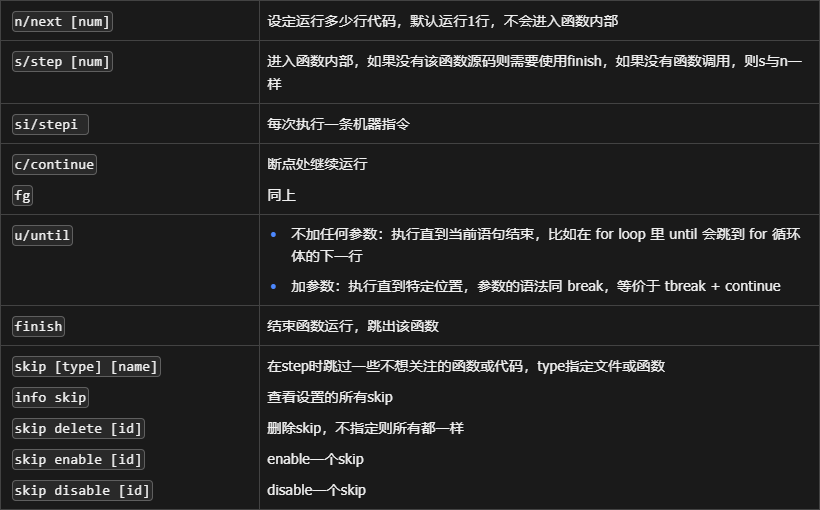 n/next [num] 设定运行多少行代码，默认运行1行，不会进入函数内部
s/step [num] 进入函数内部，如果没有该函数源码则需要使用finish，如果没有函数调用，则s与n一
样
si/stepi 每次执行一条机器指令
c/continue 断点处继续运行
fg 同上
u/until • 不加任何参数：执行直到当前语句结束，比如在 for loop 里 until 会跳到 for 循环
体的下一行
• 加参数：执行直到特定位置，参数的语法同 break，等价于 tbreak + continue
finish 结束函数运行，跳出该函数
skip [type] [name] 在step时跳过一些不想关注的函数或代码，type指定文件或函数
info skip 查看设置的所有skip
skip delete [id] 删除skip，不指定则所有都一样
skip enable [id] enable一个skip
skip disable [id] disable一个skip